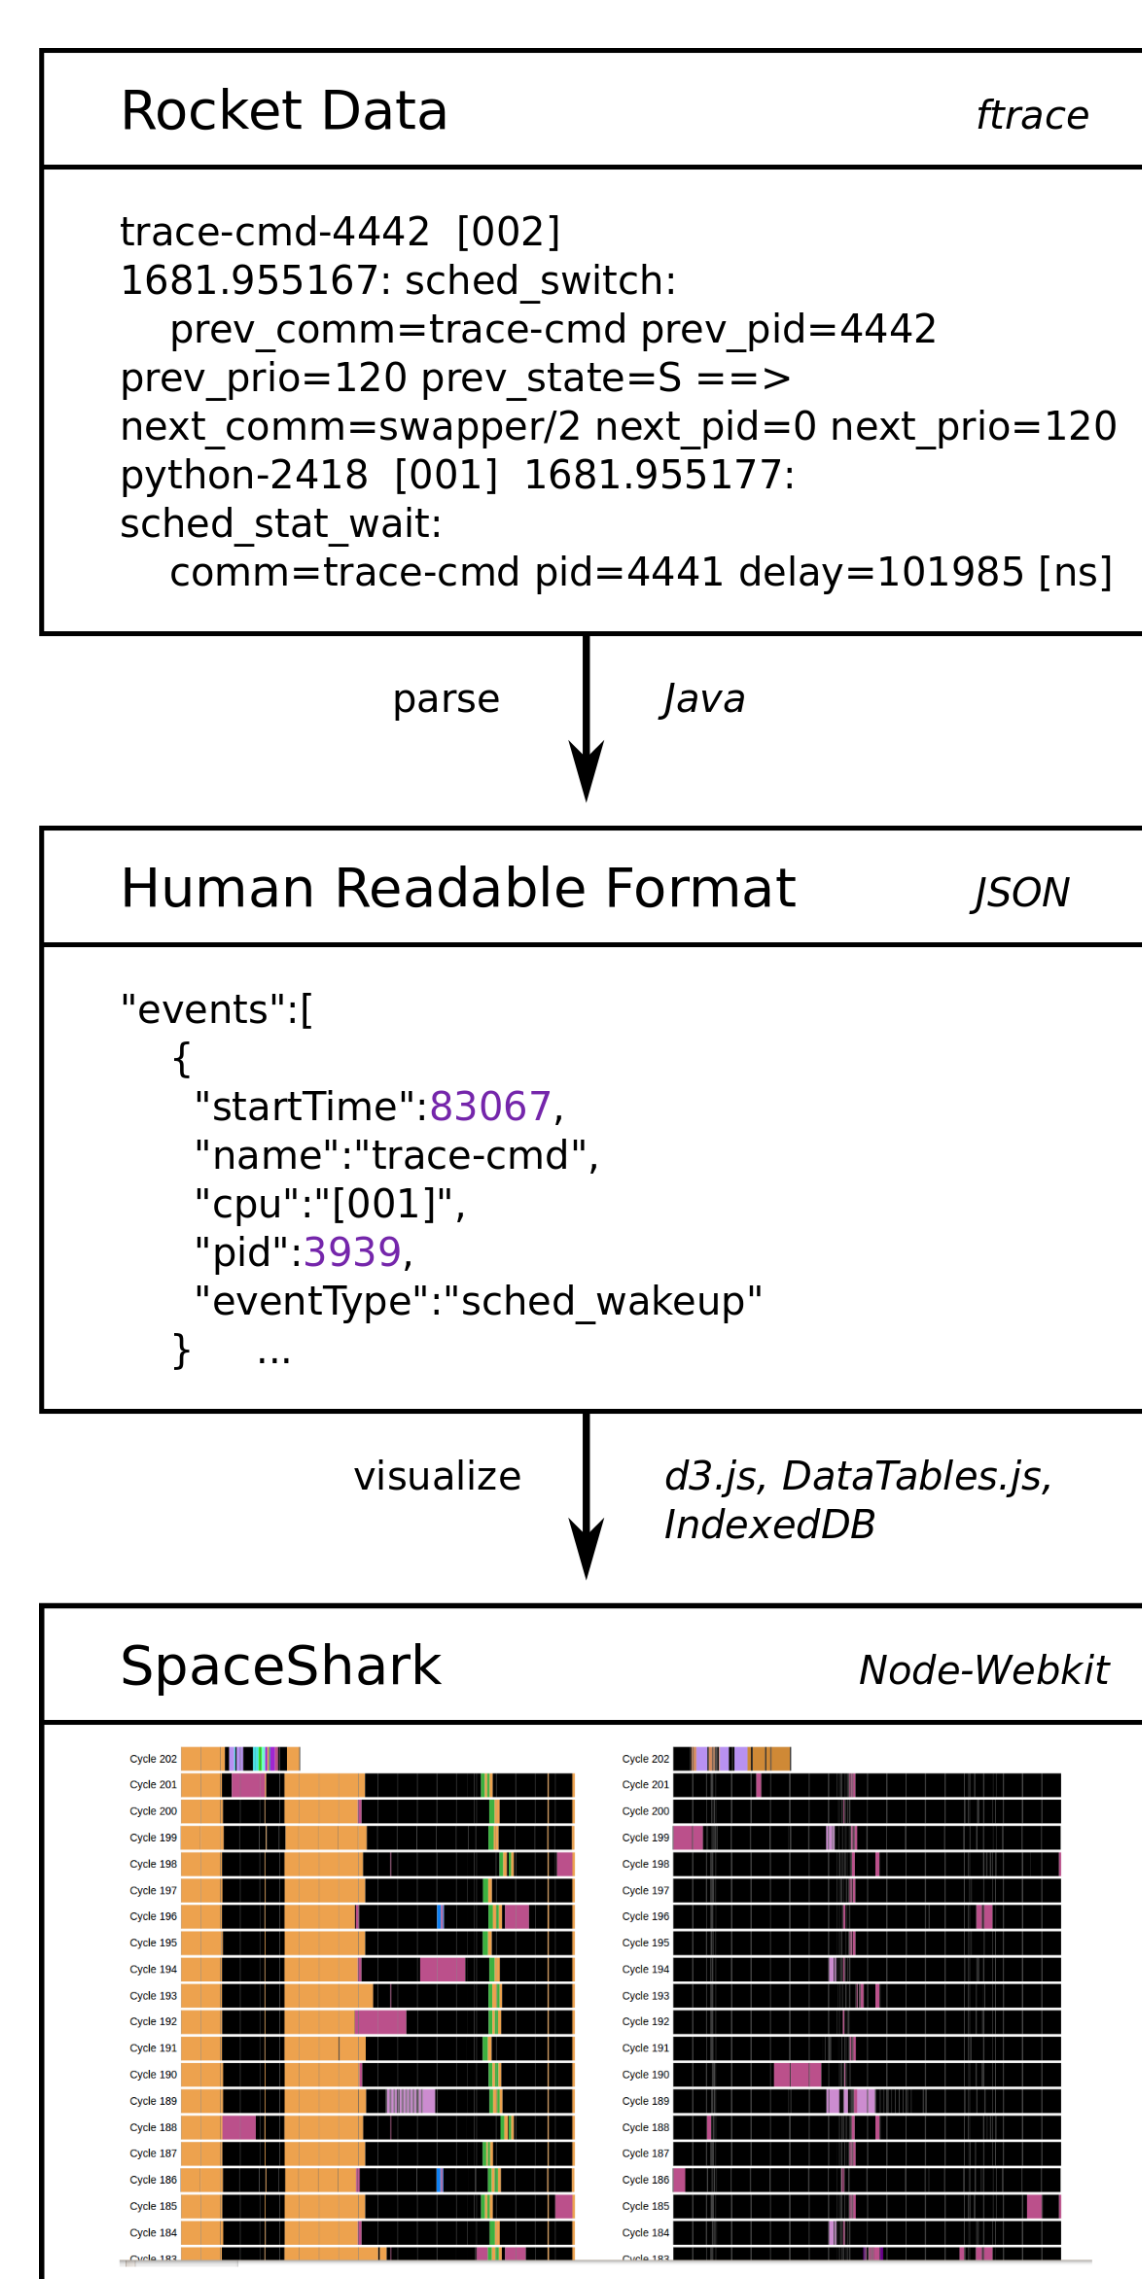 Rocket Data ftrace
trace-cmd-4442 [002]
1681.955167: sched_switch:
prev_comm=trace-cmd prev_pid=4442
prev_prio=120 prev_state=S ==>
next_comm=swapper/2 next_pid=0 next_prio=120
python-2418 [001] 1681.955177:
sched_stat_wait:
comm=trace-cmd pid=4441 delay=101985 [ns]
parse Java
Human Readable Format JSON
"events":[
{
"startTime":83067,
"name":"trace-cmd",
"cpu":"[001]",
"pid":3939,
"eventType":"sched_wakeup"
} ...
visualize d3.js, DataTables.js,
IndexedDB
SpaceShark Node-Webkit
Cycle 202 Cycle 202
Cycle 201 Cycle 201
Cycle 200 Cycle 200
Cycle 199 Cycle 199
Cycle 198 Cycle 198
Cycle 197 Cycle 197
Cycle 196 Cycle 196
Cycle 195 Cycle 195
Cycle 194 Cycle 194
Cycle 193 Cycle 193
Cycle 192 Cycle 192
Cycle 191 Cycle 191
Cycle 190 Cycle 190
Cycle 189 Cycle 189
Cycle 188 Cycle 188
Cycle 187 Cycle 187
Cycle 186 Cycle 186
Cycle 185 Cycle 185
Cycle 184 Cycle 184
Cycle 183 Cycle 183